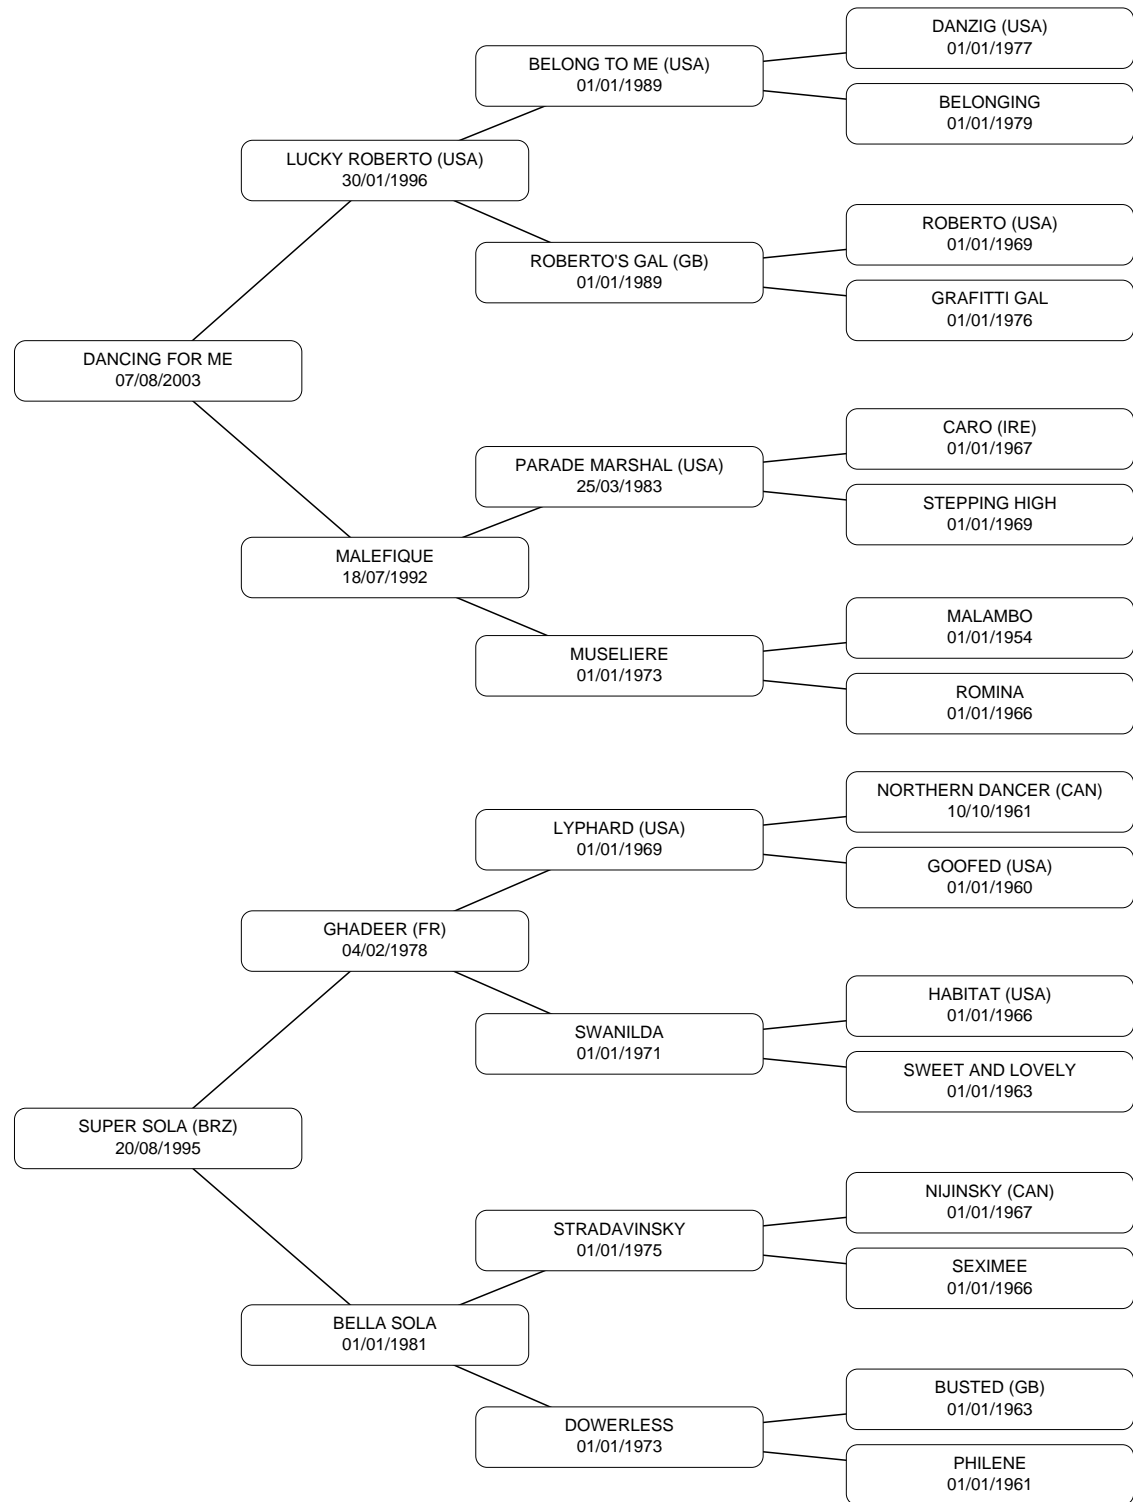 DANZIG (USA)
01/01/1977
BELONG TO ME (USA)
01/01/1989
BELONGING
01/01/1979
LUCKY ROBERTO (USA)
30/01/1996
ROBERTO (USA)
01/01/1969
ROBERTO'S GAL (GB)
01/01/1989
GRAFITTI GAL
01/01/1976
DANCING FOR ME
07/08/2003
CARO (IRE)
01/01/1967
PARADE MARSHAL (USA)
25/03/1983
STEPPING HIGH
01/01/1969
MALEFIQUE
18/07/1992
MALAMBO
01/01/1954
MUSELIERE
01/01/1973
ROMINA
01/01/1966
NORTHERN DANCER (CAN)
10/10/1961
LYPHARD (USA)
01/01/1969
GOOFED (USA)
01/01/1960
GHADEER (FR)
04/02/1978
HABITAT (USA)
01/01/1966
SWANILDA
01/01/1971
SWEET AND LOVELY
01/01/1963
SUPER SOLA (BRZ)
20/08/1995
NIJINSKY (CAN)
01/01/1967
STRADAVINSKY
01/01/1975
SEXIMEE
01/01/1966
BELLA SOLA
01/01/1981
BUSTED (GB)
01/01/1963
DOWERLESS
01/01/1973
PHILENE
01/01/1961